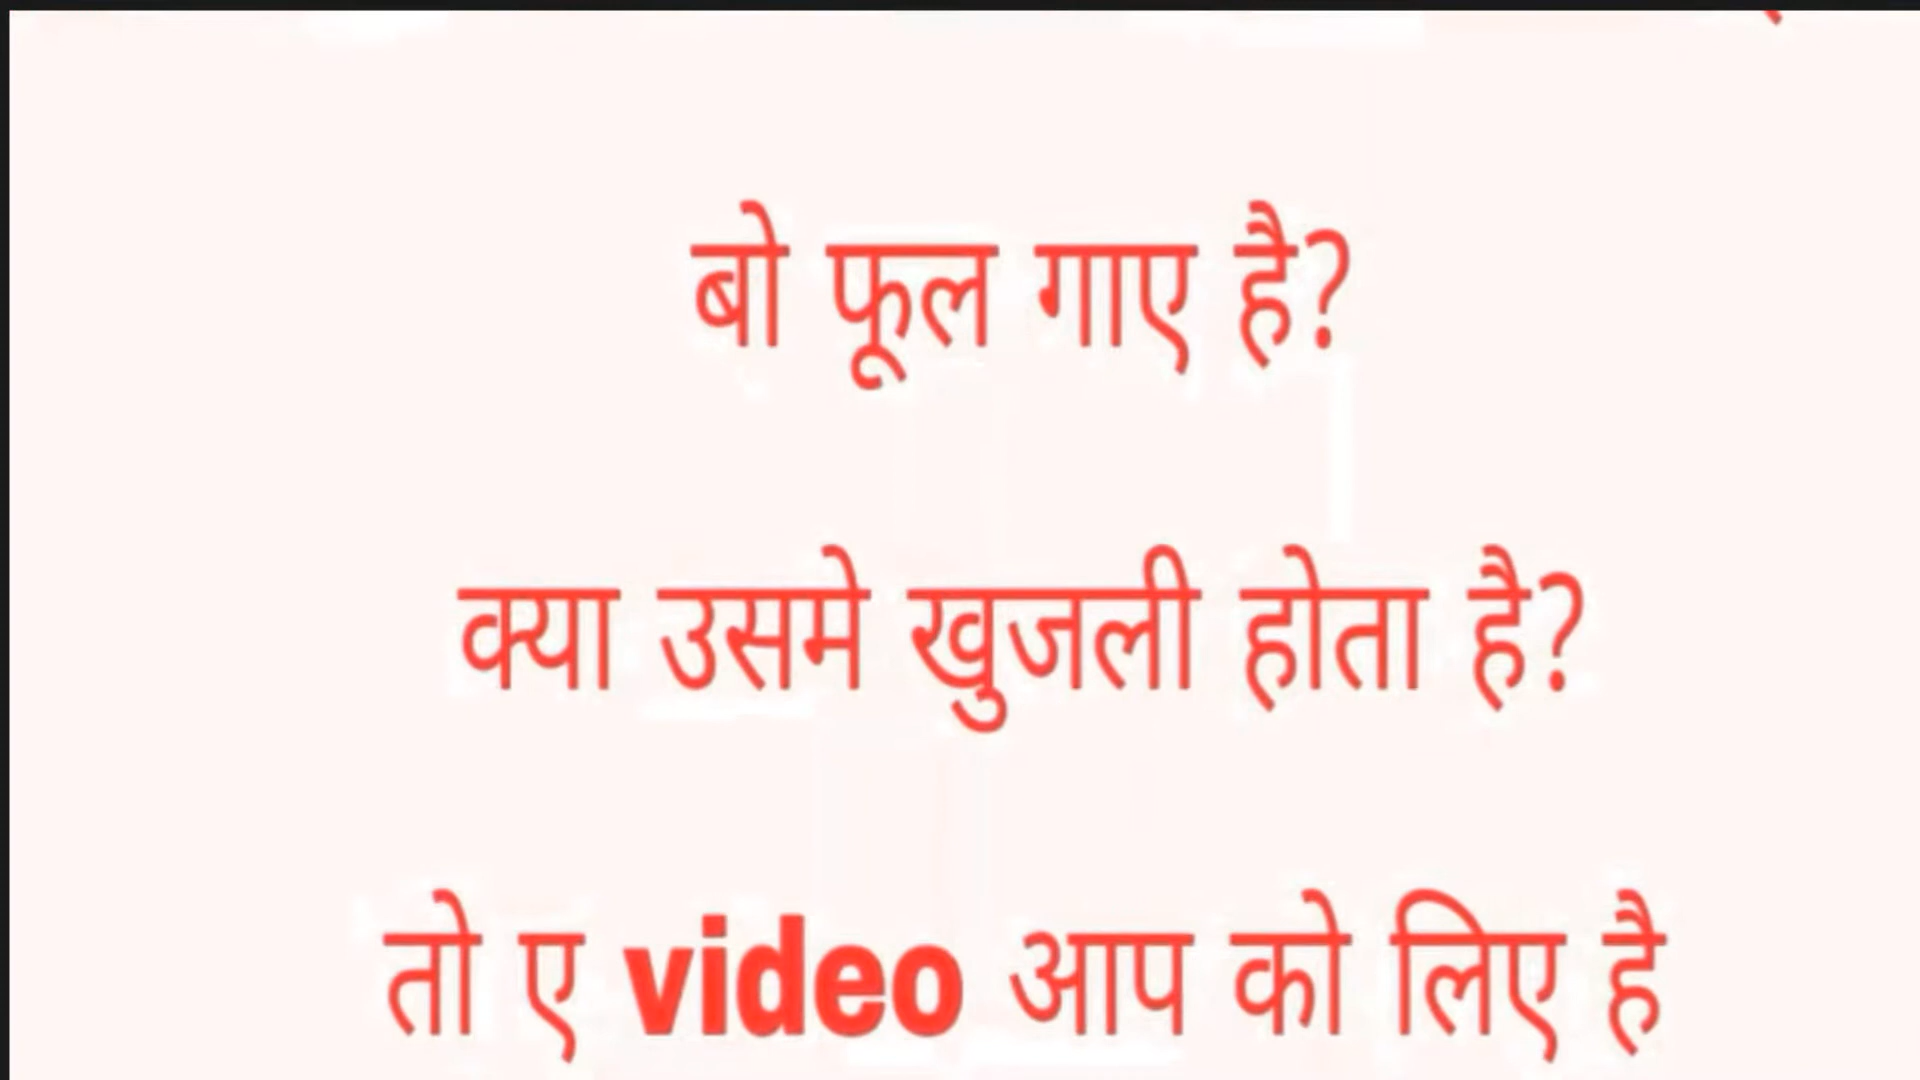 बो फूल गाए है?
क्या उसमे खुजली होता है?
तो ए video आप को लिए है